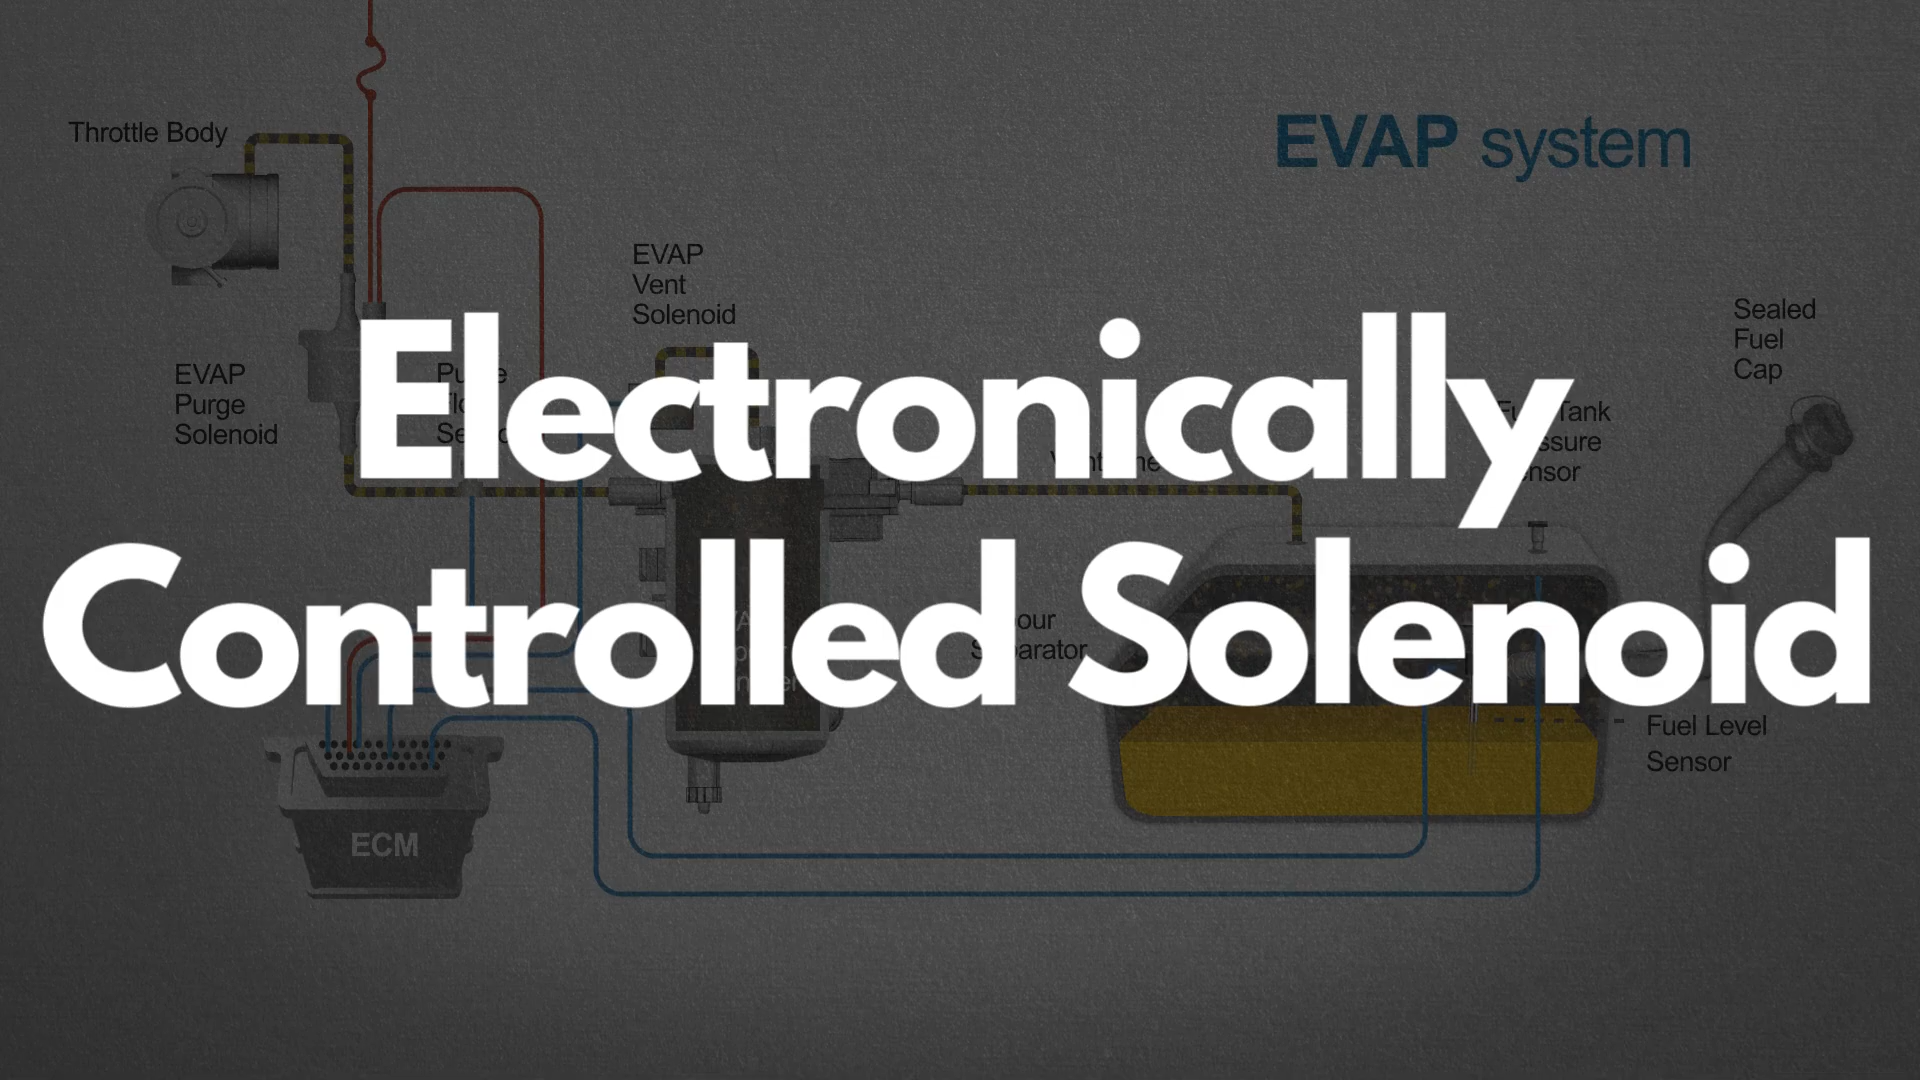 Throttle Body
EVAP system
EVAP
Vent
Solenoid
Sealed
Fuel
Cap
EVAP
Purge
Solenoid
Electronically
Controlled Solenoid
Tank
Fuel Level
Sensor
ECM